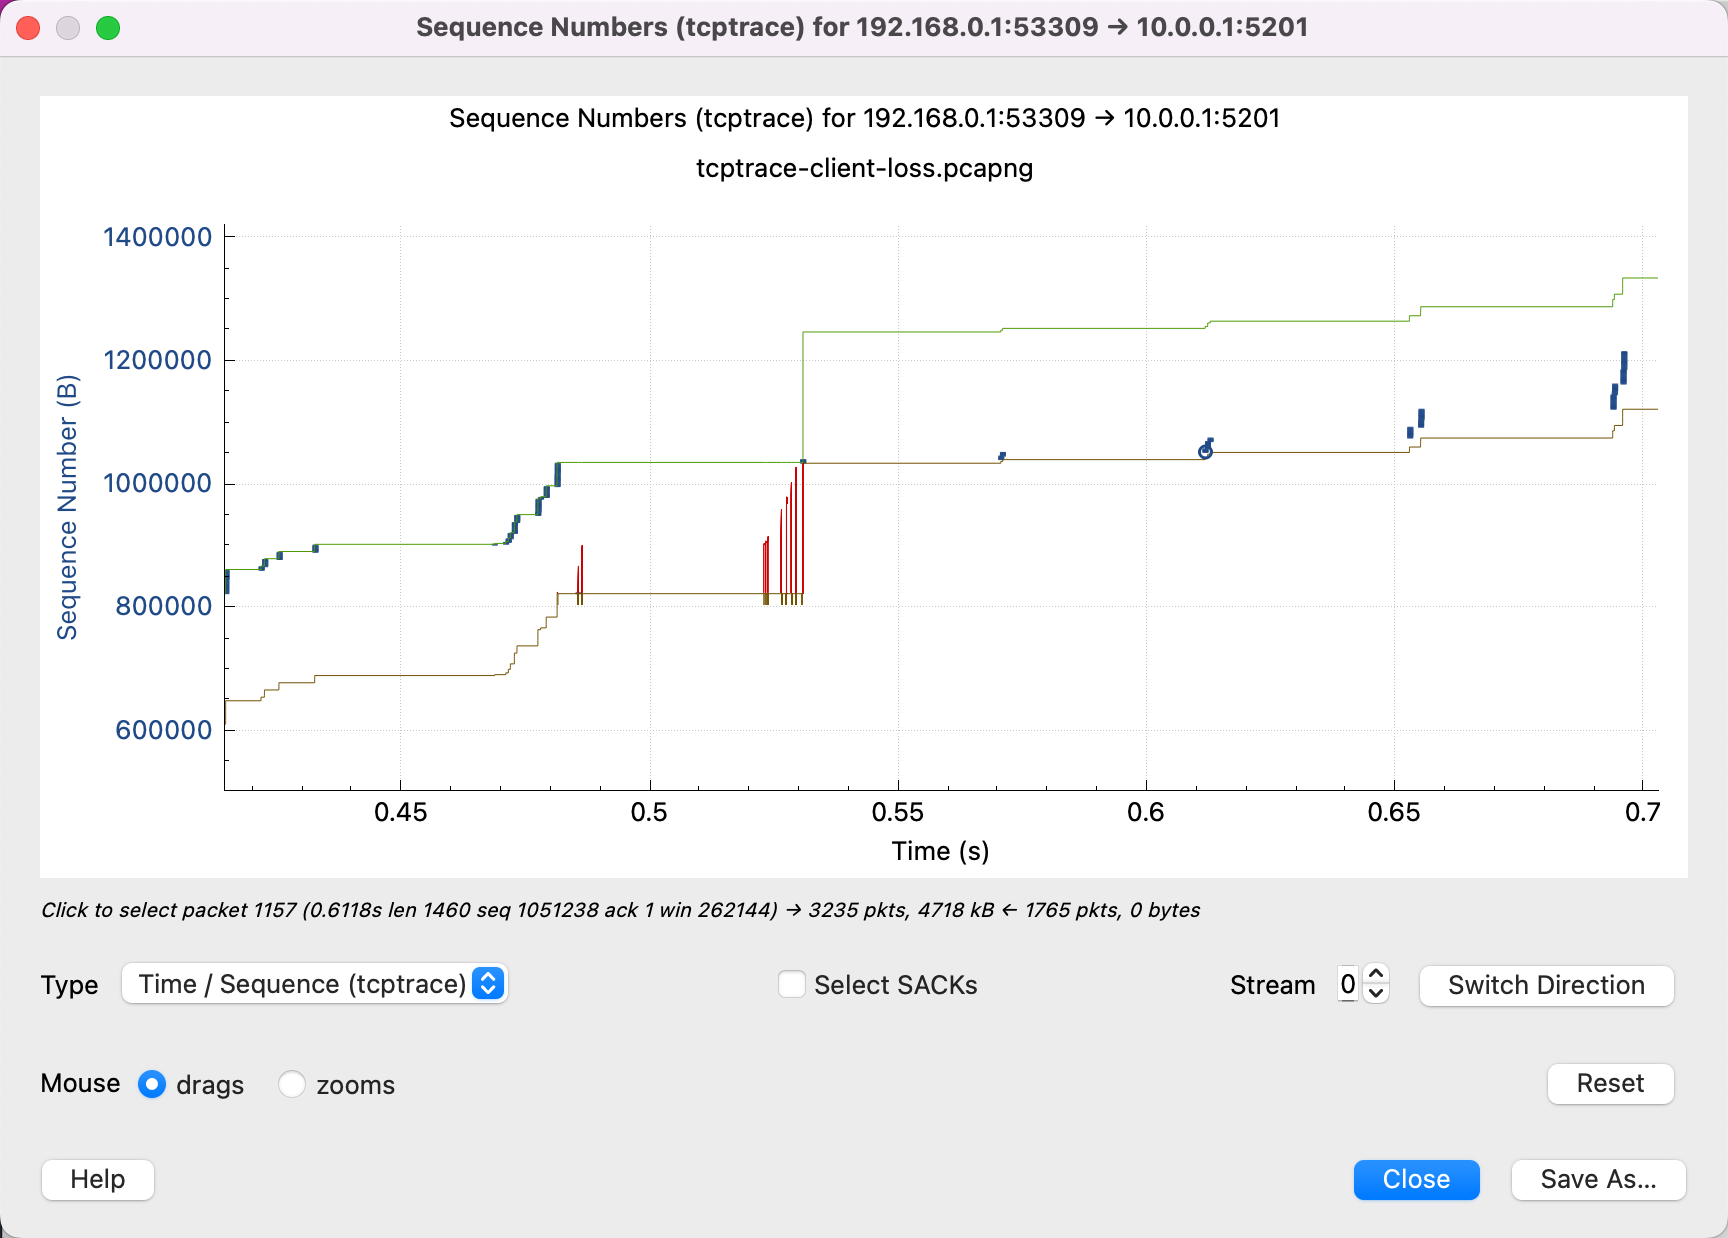 Sequence Numbers (tcptrace) for 192.168.0.1:53309 → 10.0.0.1:5201
Sequence Numbers (tcptrace) for 192.168.0.1:53309 → 10.0.0.1:5201
tcptrace-client-loss.pcapng
1400000
1200000
1000000
800000
600000
Sequence Number (B)
0.45 0.5 0.55 0.6 0.65 0.7
Time (s)
Click to select packet 1157 (0.6118s len 1460 seq 1051238 ack 1 win 262144) → 3235 pkts, 4718 kB ← 1765 pkts, 0 bytes
Type Time / Sequence (tcptrace) Select SACKs Stream 0 Switch Direction
Mouse drags zooms Reset
Help Close Save As...